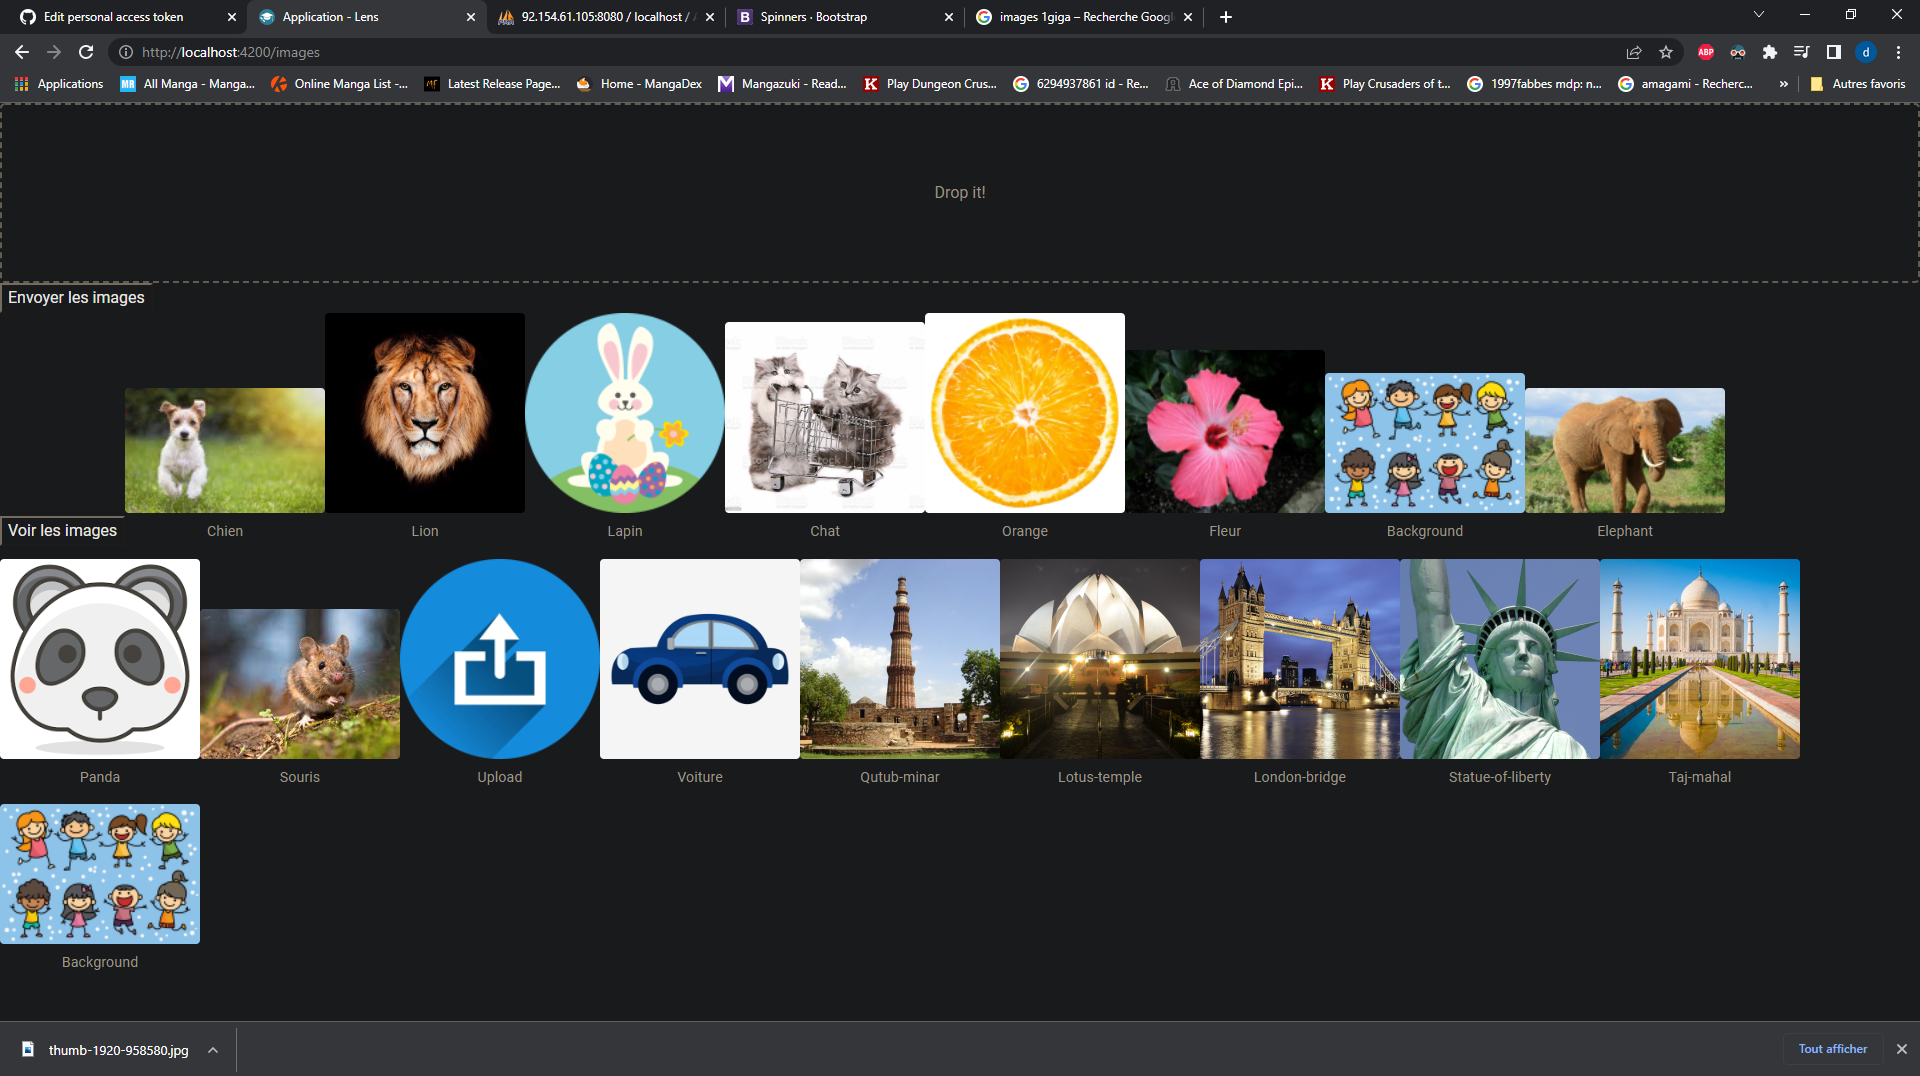 Edit personal access token
Application - Lens
92.154.61.105:8080 / localhost /
Spinners · Bootstrap
images 1giga – Recherche Goog
http://localhost:4200/images
ABP
d
Applications
MR All Manga - Manga...
Online Manga List -...
MF Latest Release Page...
Home - MangaDex
Mangazuki - Read...
K Play Dungeon Crus...
6294937861 id - Re...
Ace of Diamond Epi...
K Play Crusaders of t...
1997fabbes mdp: n...
amagami - Recherc...
»
Autres favoris
Drop it!
Envoyer les images
Voir les images
Chien
Lion
Lapin
Chat
Orange
Fleur
Background
Elephant
Panda
Souris
Upload
Voiture
Qutub-minar
Lotus-temple
London-bridge
Statue-of-liberty
Taj-mahal
Background
thumb-1920-958580.jpg
Tout afficher